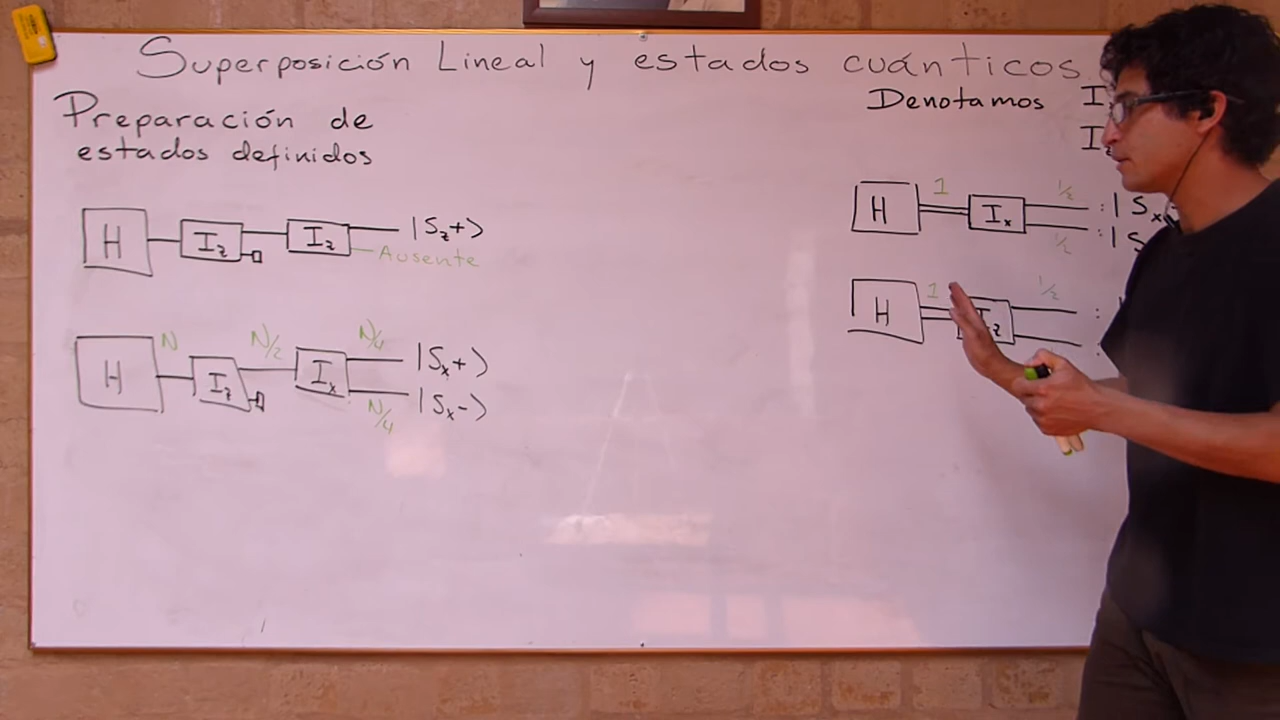 Superposición Lineal y estados cuánticos
Preparación de
estados definidos
H I_z I_z |S_z+⟩
Ausente
H N I_z N/2 I_x N/4 |S_x+⟩
N/4 |S_x-⟩
Denotamos I
I
H 1 I_x 1/2 : | S_x
1/2 : | S
H 1 I_z 1/2 :
: